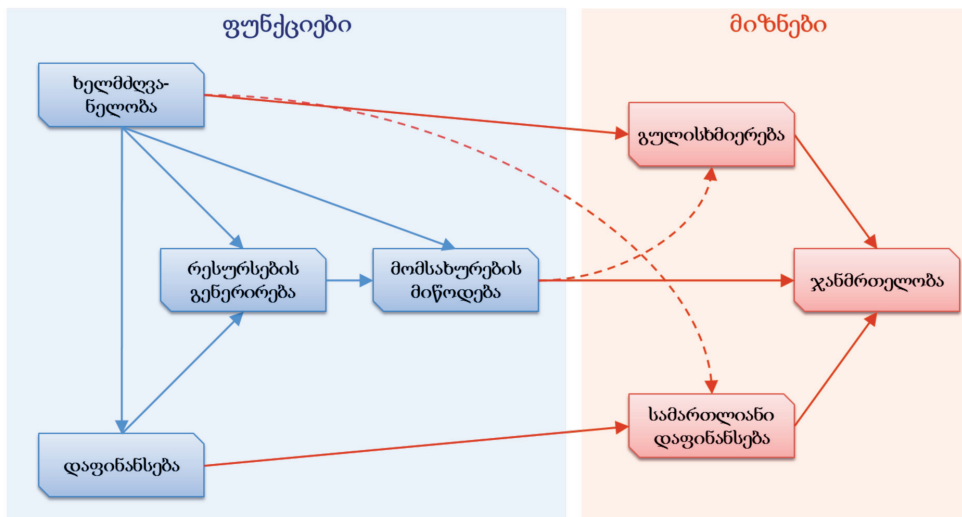 ფუნქციები
ხელმძღვა-
ნელობა
რესურსების
გენერირება
მომსახურების
მიწოდება
დაფინანსება
მიზნები
გულისხმიერება
ჯანმრთელობა
სამართლიანი
დაფინანსება